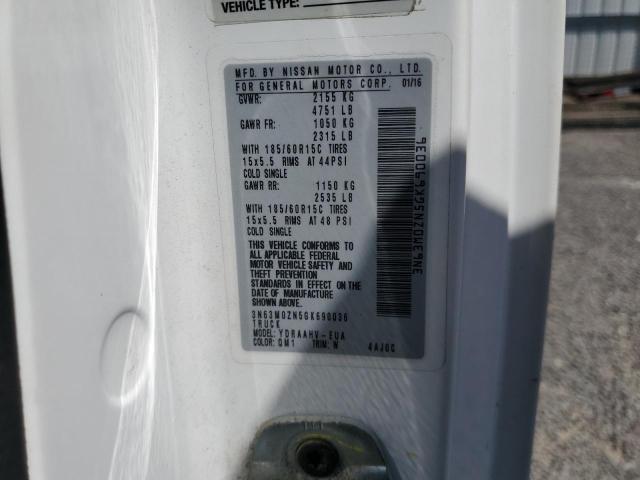 VEHICLE TYPE:
MFD. BY NISSAN MOTOR CO., LTD.
FOR GENERAL MOTORS CORP. 01/16
GVWR: 2155 KG
4751 LB
GAWR FR: 1050 KG
2315 LB
WITH 185/60R15C TIRES
15x5.5 RIMS AT 44PSI
COLD SINGLE
GAWR RR: 1150 KG
2535 LB
WITH 185/60R15C TIRES
15x5.5 RIMS AT 48 PSI
COLD SINGLE
THIS VEHICLE CONFORMS TO
ALL APPLICABLE FEDERAL
MOTOR VEHICLE SAFETY AND
THEFT PREVENTION
STANDARDS IN EFFECT ON THE
DATE OF MANUFACTURE
SHOWN ABOVE.
3N63M0ZN5GK690036
TRUCK
MODEL: YDRAAHV-EUA
COLOR: QM1 TRIM: W 4AJ0C
3N63M0ZN5GK690036